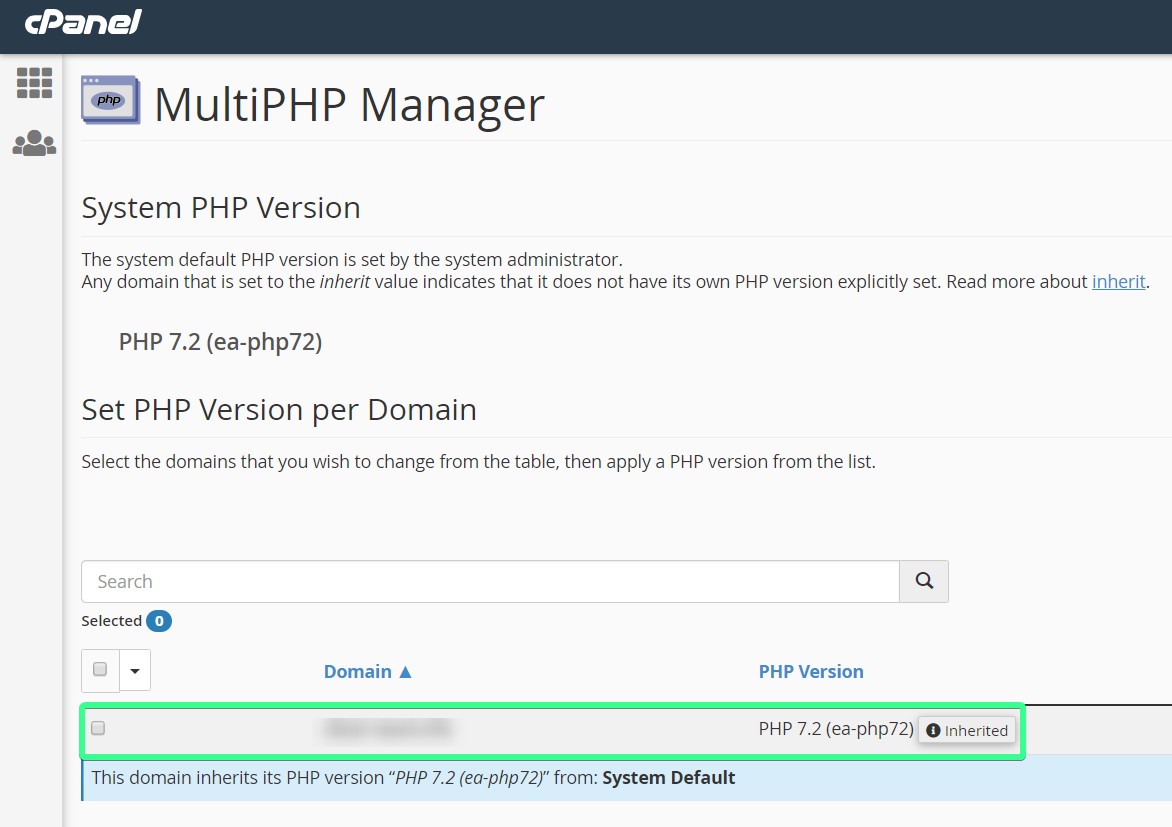 cPanel
php
MultiPHP Manager
System PHP Version
The system default PHP version is set by the system administrator.
Any domain that is set to the inherit value indicates that it does not have its own PHP version explicitly set. Read more about inherit.
PHP 7.2 (ea-php72)
Set PHP Version per Domain
Select the domains that you wish to change from the table, then apply a PHP version from the list.
Search
Selected 0
Domain ▲ PHP Version
PHP 7.2 (ea-php72) Inherited
This domain inherits its PHP version “PHP 7.2 (ea-php72)” from: System Default